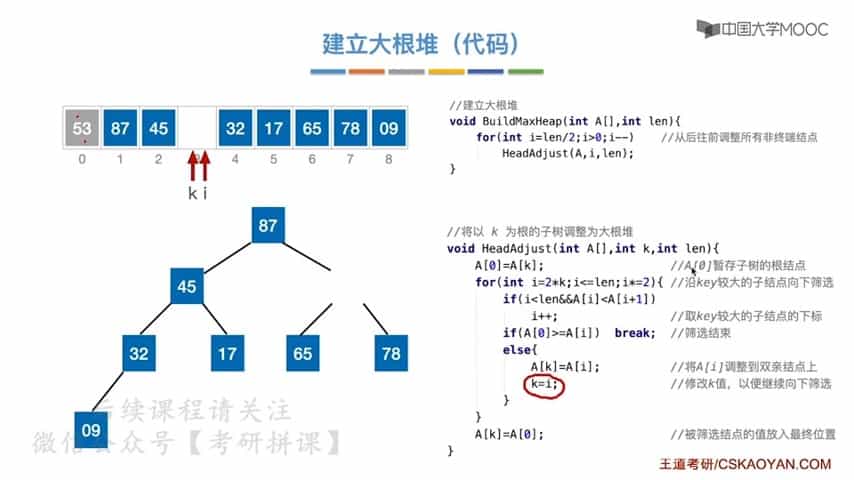 中国大学MOOC
建立大根堆（代码）
53 87 45 32 17 65 78 09
0 1 2 4 5 6 7 8
k i
87
45
32 17 65 78
09
//建立大根堆
void BuildMaxHeap(int A[],int len){
for(int i=len/2;i>0;i--) //从后往前调整所有非终端结点
HeadAdjust(A,i,len);
}
//将以 k 为根的子树调整为大根堆
void HeadAdjust(int A[],int k,int len){
A[0]=A[k]; //A[0]暂存子树的根结点
for(int i=2*k;i<=len;i*=2){ //沿key较大的子结点向下筛选
if(i<len&&A[i]<A[i+1])
i++; //取key较大的子结点的下标
if(A[0]>=A[i]) break; //筛选结束
else{
A[k]=A[i]; //将A[i]调整到双亲结点上
k=i; //修改k值，以便继续向下筛选
}
}
A[k]=A[0]; //被筛选结点的值放入最终位置
}
后续课程请关注
微信公众号【考研拼课】
王道考研/CSKAOYAN.COM